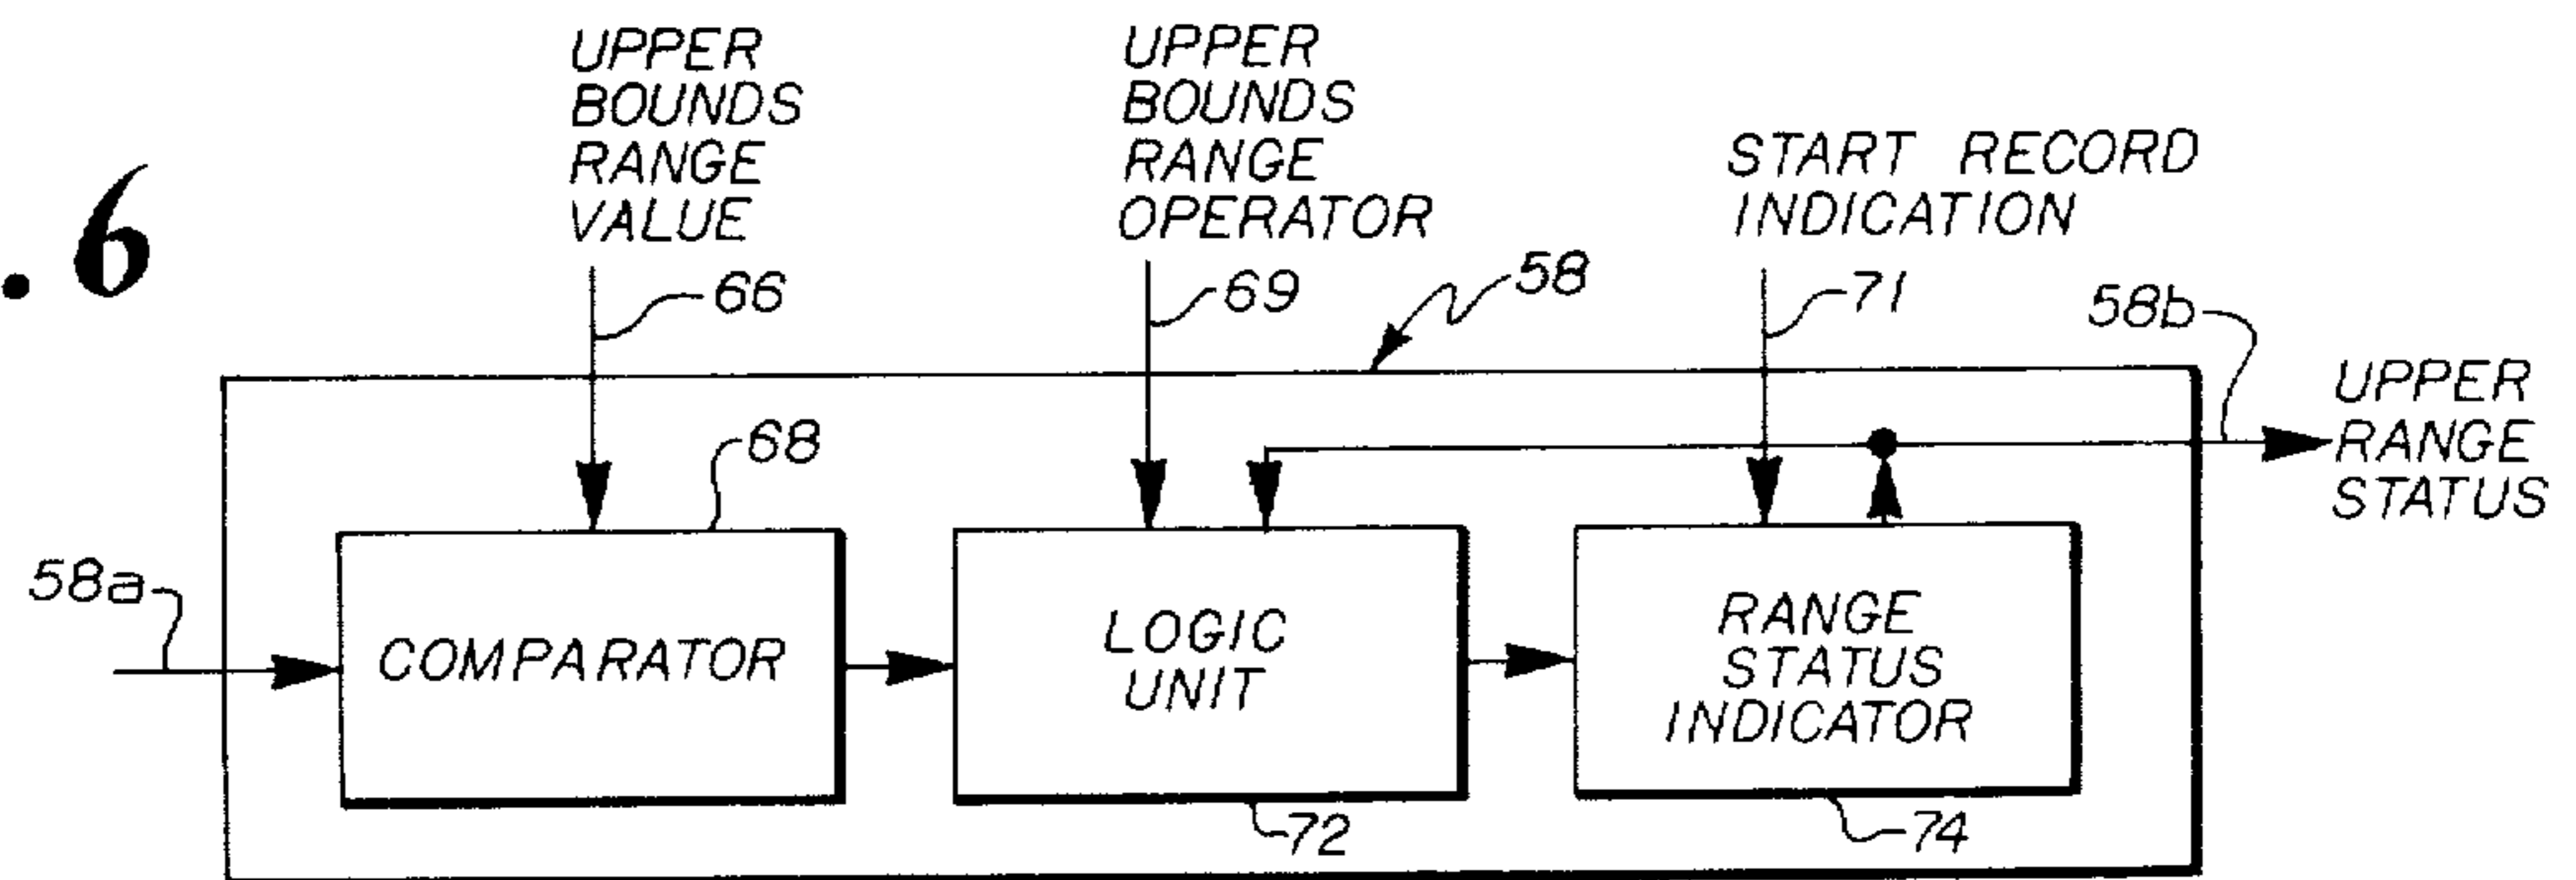 . 6
UPPER
BOUNDS
RANGE
VALUE
UPPER
BOUNDS
RANGE
OPERATOR
START RECORD
INDICATION
66
69
58
71
58b
UPPER
RANGE
STATUS
68
58a
COMPARATOR
LOGIC
UNIT
RANGE
STATUS
INDICATOR
72
74